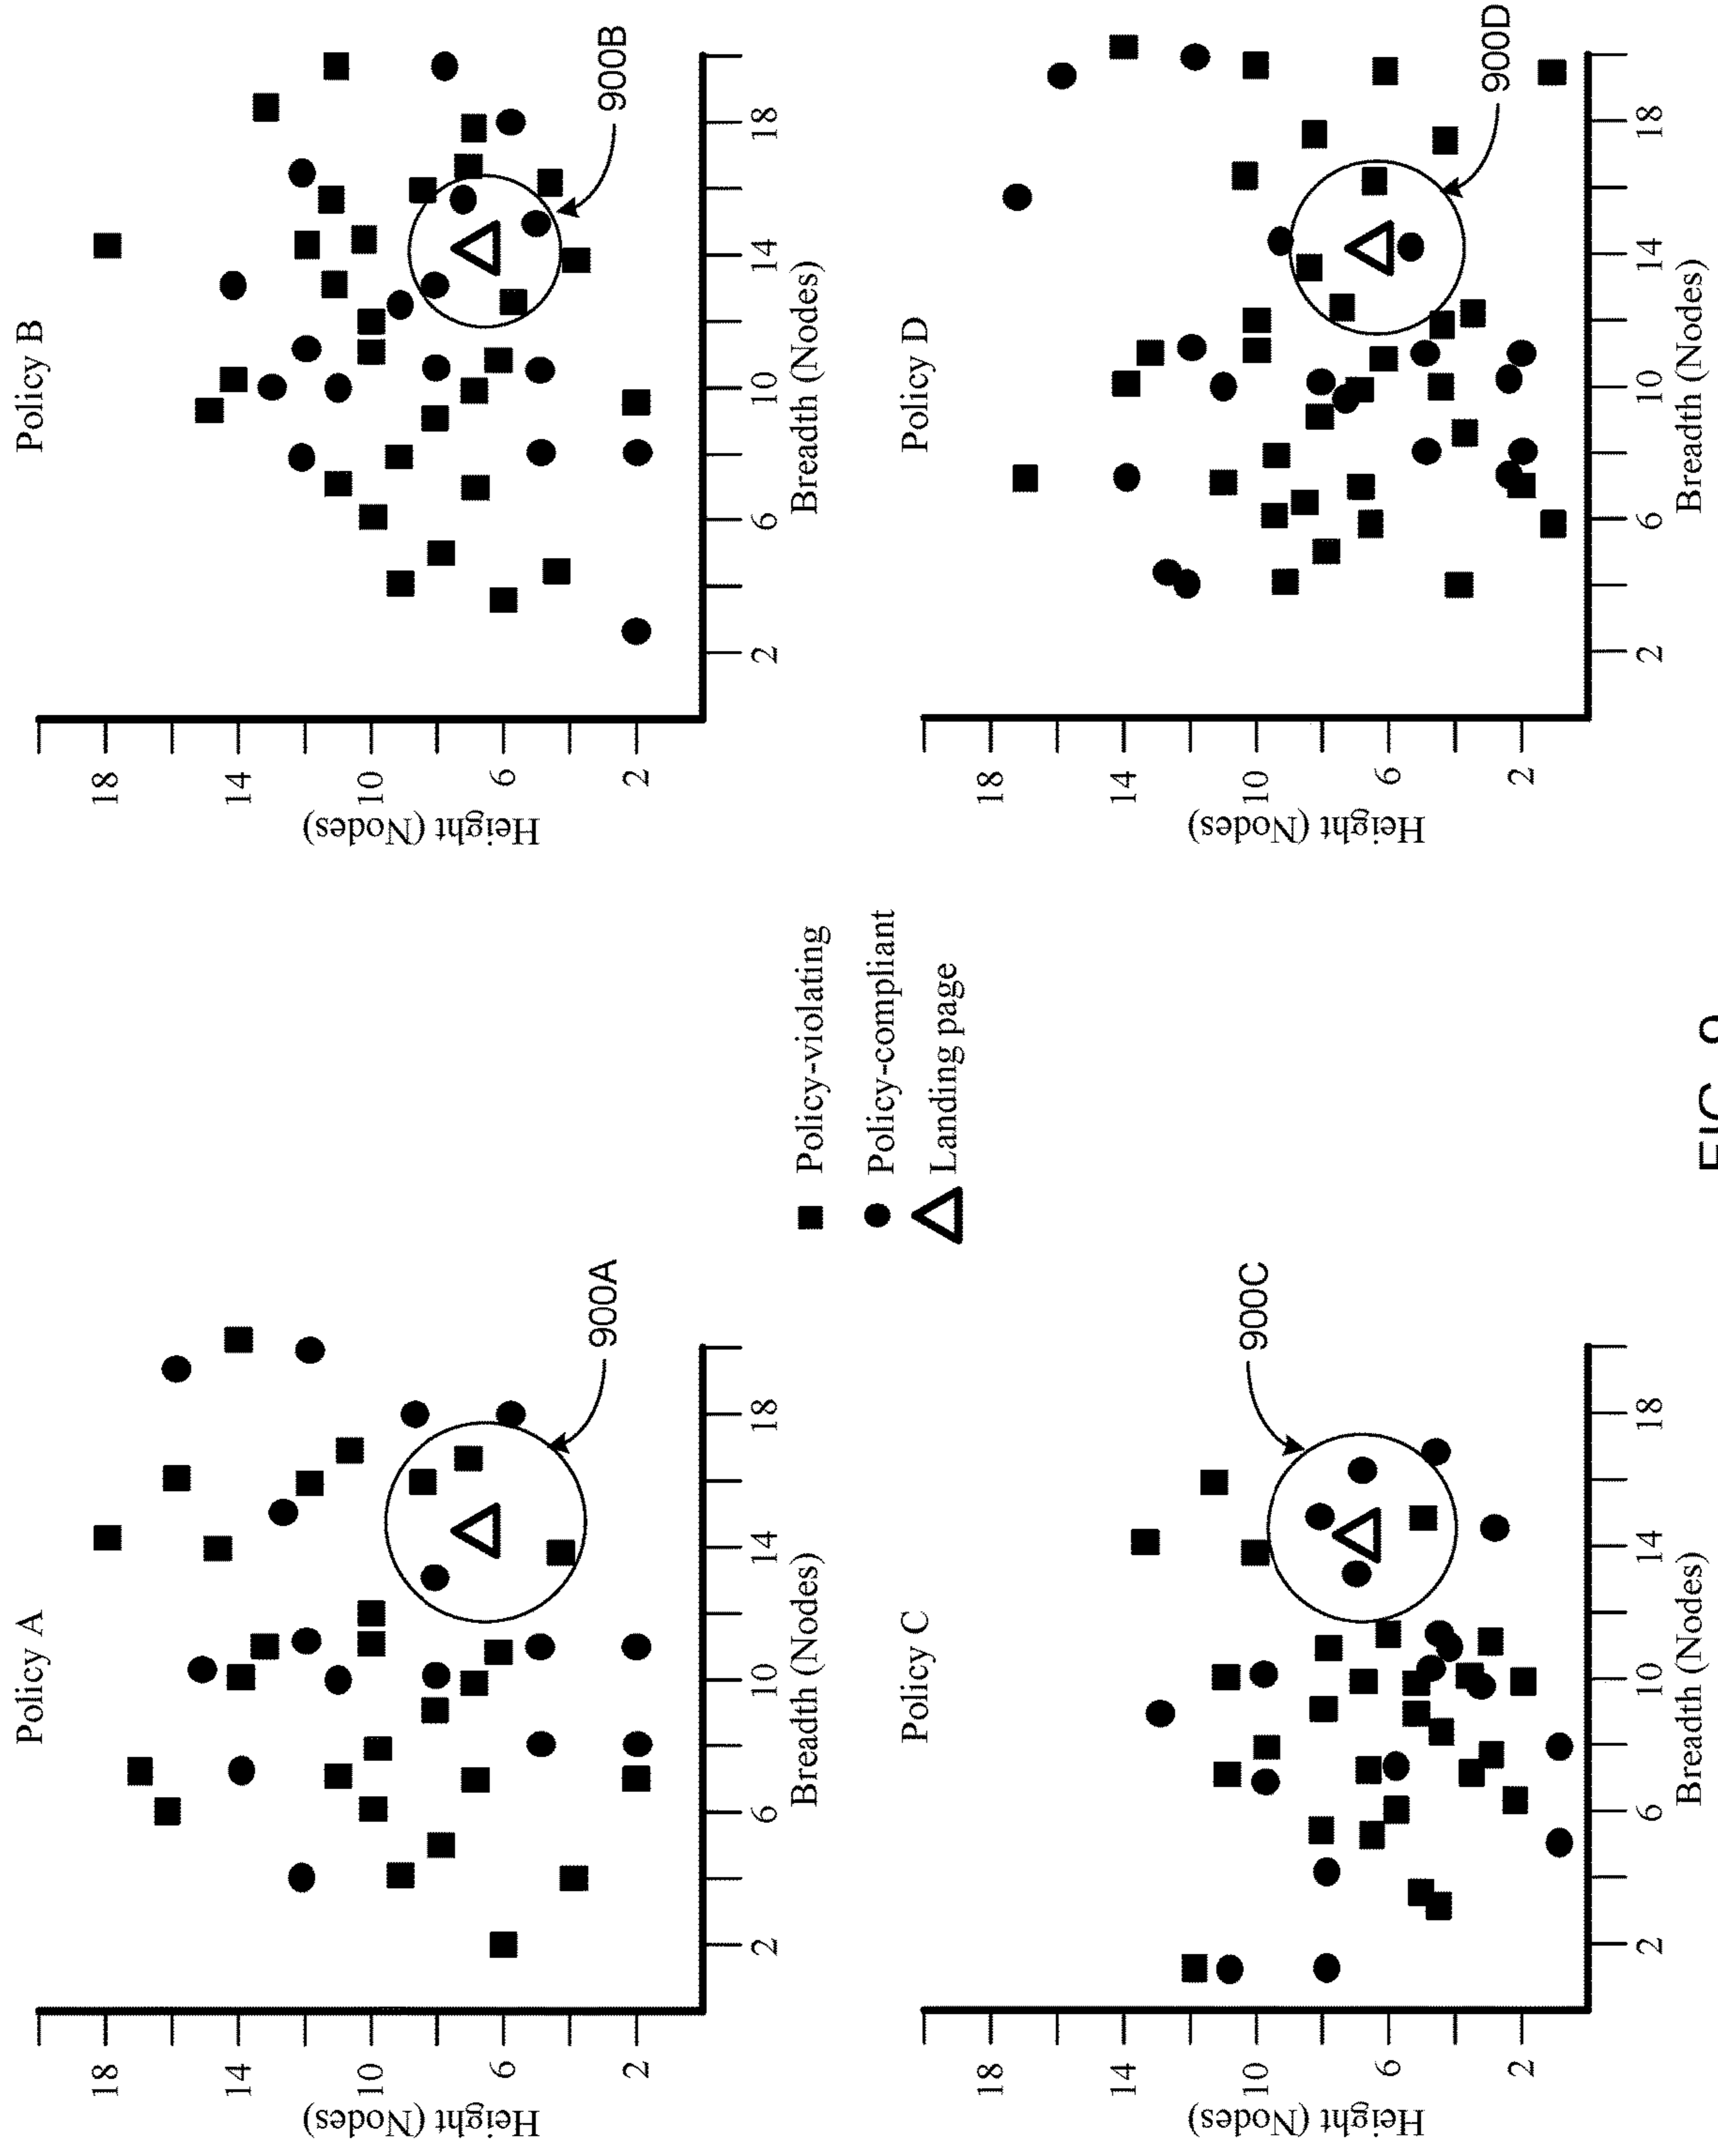 Policy A
18
14
10
6
2
Height (Nodes)
2
6
10
14
18
Breadth (Nodes)
900A
Policy B
18
14
10
6
2
Height (Nodes)
2
6
10
14
18
Breadth (Nodes)
900B
Policy-violating
Policy-compliant
Landing page
Policy C
18
14
10
6
2
Height (Nodes)
2
6
10
14
18
Breadth (Nodes)
900C
Policy D
18
14
10
6
2
Height (Nodes)
2
6
10
14
18
Breadth (Nodes)
900D